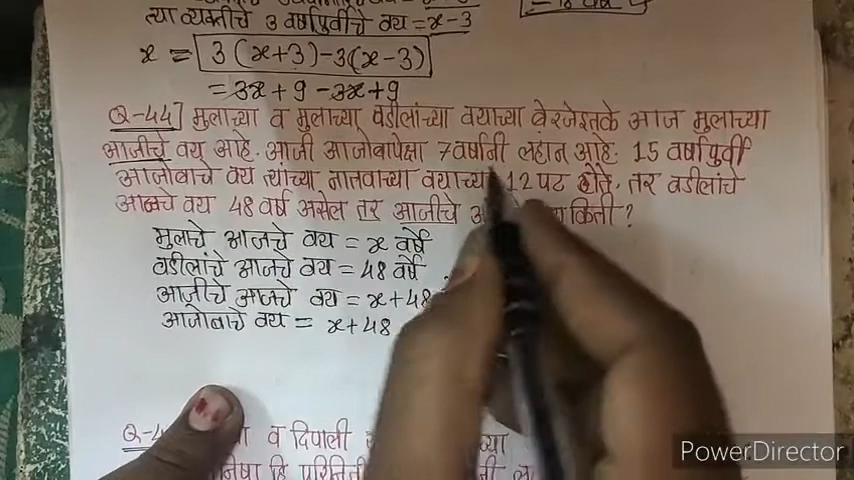 त्या व्यक्तीचे 3 वर्षापुर्वीचे वय = x-3
x = 3(x+3)-3(x-3)
= 3x+9-3x+9
Q-44] मुलाच्या व मुलाच्या वडीलांच्या वयाच्या बेरजेइतके आज मुलाच्या
आजीचे वय आहे. आजी आजोबापेक्षा 7 वर्षानी लहान आहे. 15 वर्षापुर्वी
आजोबाचे वय त्यांच्या नातवाच्या वयाच्या 12 पट होते. तर वडीलांचे
आजचे वय 48 वर्ष असेल तर आजीचे किती ?
मुलाचे आजचे वय = x वर्षे
वडीलांचे आजचे वय = 48 वर्षे
आजीचे आजचे वय = x+48
आजोबाचे वय = x+48
व दिपाली
PowerDirector